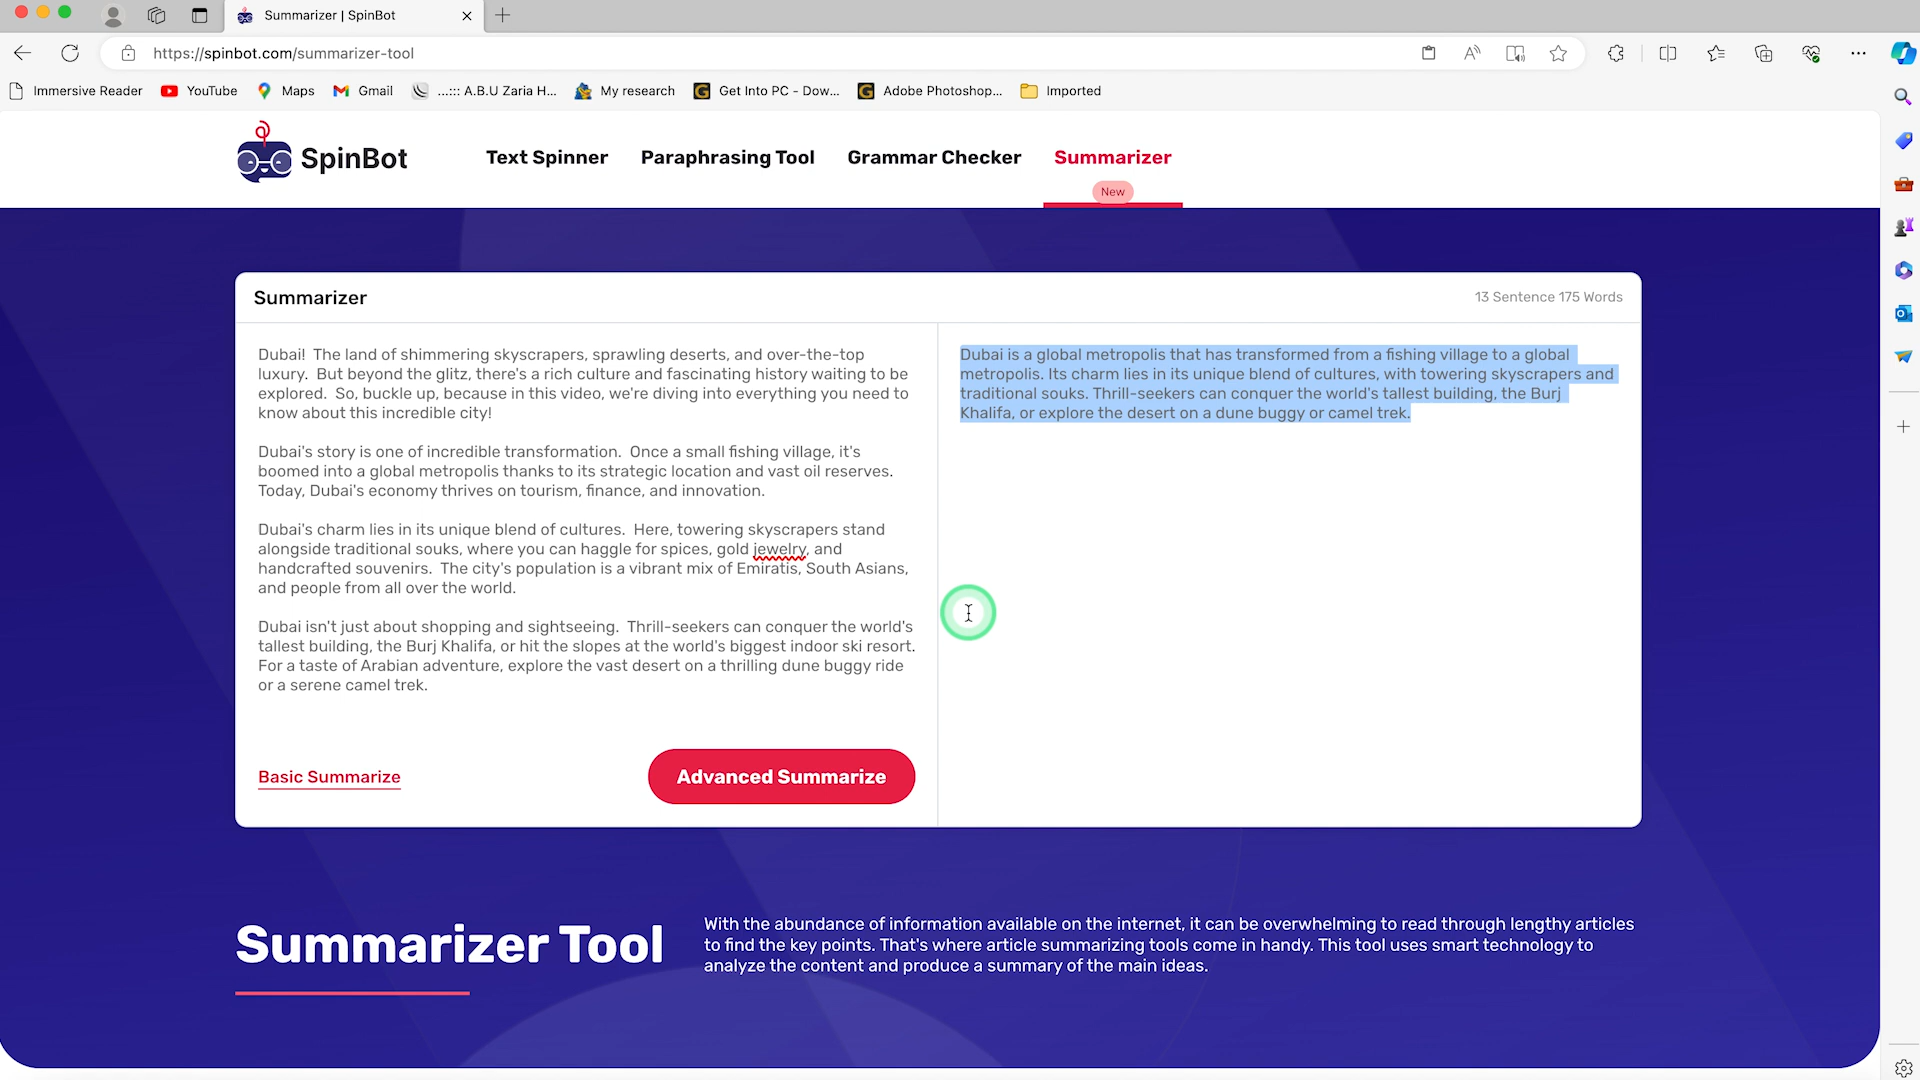 Summarizer | SpinBot
https://spinbot.com/summarizer-tool
Immersive Reader
YouTube
Maps
Gmail
...::: A.B.U Zaria H...
My research
Get Into PC - Dow...
Adobe Photoshop...
Imported
SpinBot
Text Spinner
Paraphrasing Tool
Grammar Checker
Summarizer
New
Summarizer
13 Sentence 175 Words
Dubai! The land of shimmering skyscrapers, sprawling deserts, and over-the-top
luxury. But beyond the glitz, there's a rich culture and fascinating history waiting to be
explored. So, buckle up, because in this video, we're diving into everything you need to
know about this incredible city!
Dubai's story is one of incredible transformation. Once a small fishing village, it's
boomed into a global metropolis thanks to its strategic location and vast oil reserves.
Today, Dubai's economy thrives on tourism, finance, and innovation.
Dubai's charm lies in its unique blend of cultures. Here, towering skyscrapers stand
alongside traditional souks, where you can haggle for spices, gold jewelry, and
handcrafted souvenirs. The city's population is a vibrant mix of Emiratis, South Asians,
and people from all over the world.
Dubai isn't just about shopping and sightseeing. Thrill-seekers can conquer the world's
tallest building, the Burj Khalifa, or hit the slopes at the world's biggest indoor ski resort.
For a taste of Arabian adventure, explore the vast desert on a thrilling dune buggy ride
or a serene camel trek.
Dubai is a global metropolis that has transformed from a fishing village to a global
metropolis. Its charm lies in its unique blend of cultures, with towering skyscrapers and
traditional souks. Thrill-seekers can conquer the world's tallest building, the Burj
Khalifa, or explore the desert on a dune buggy or camel trek.
Basic Summarize
Advanced Summarize
Summarizer Tool
With the abundance of information available on the internet, it can be overwhelming to read through lengthy articles
to find the key points. That's where article summarizing tools come in handy. This tool uses smart technology to
analyze the content and produce a summary of the main ideas.